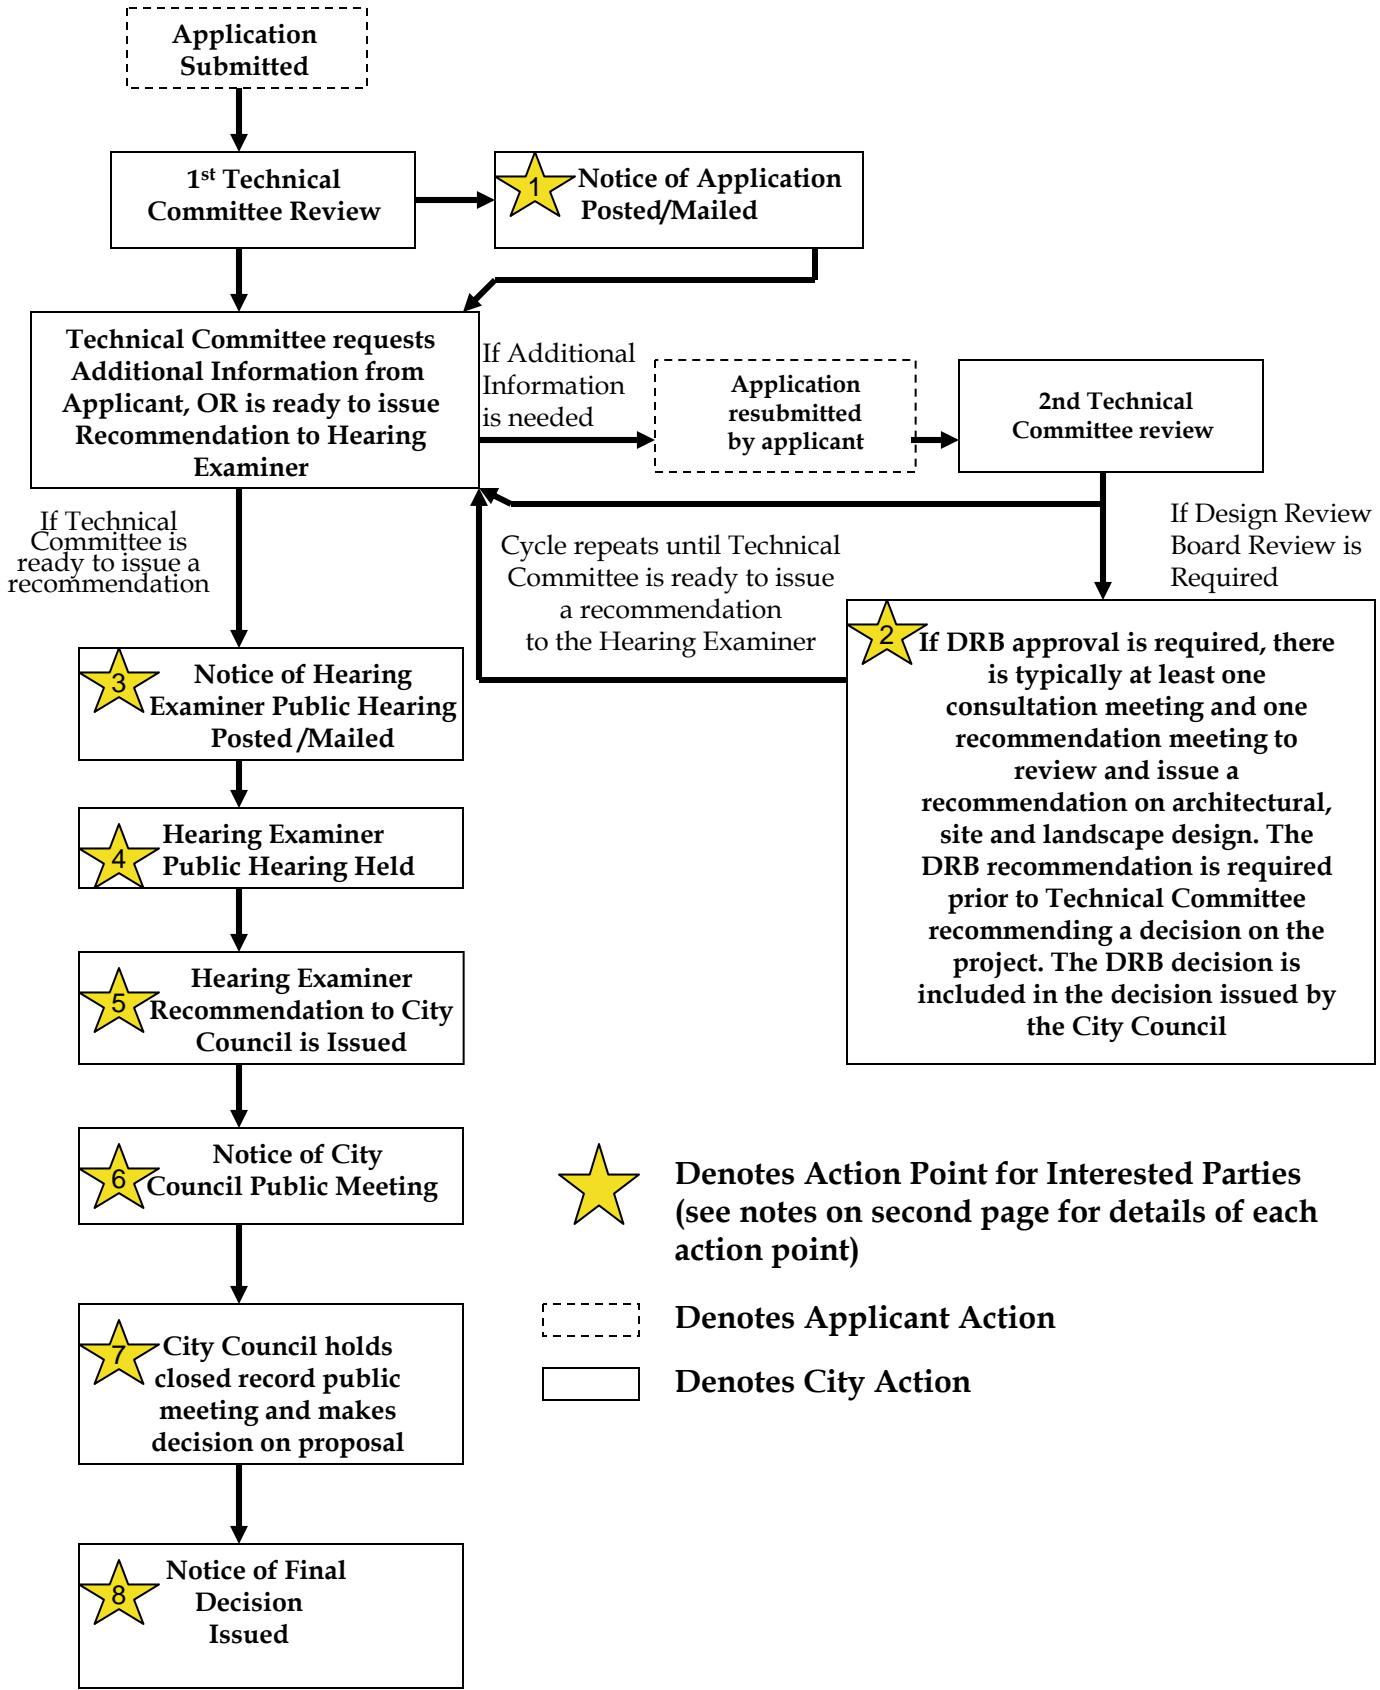 Application
Submitted
1st Technical
Committee Review
1
Notice of Application
Posted/Mailed
Technical Committee requests
Additional Information from
Applicant, OR is ready to issue
Recommendation to Hearing
Examiner
If Additional
Information
is needed
Application
resubmitted
by applicant
2nd Technical
Committee review
If Technical
Committee is
ready to issue a
recommendation
Cycle repeats until Technical
Committee is ready to issue
a recommendation
to the Hearing Examiner
If Design Review
Board Review is
Required
2
If DRB approval is required, there
is typically at least one
consultation meeting and one
recommendation meeting to
review and issue a
recommendation on architectural,
site and landscape design. The
DRB recommendation is required
prior to Technical Committee
recommending a decision on the
project. The DRB decision is
included in the decision issued by
the City Council
3
Notice of Hearing
Examiner Public Hearing
Posted /Mailed
4
Hearing Examiner
Public Hearing Held
5
Hearing Examiner
Recommendation to City
Council is Issued
6
Notice of City
Council Public Meeting
7
City Council holds
closed record public
meeting and makes
decision on proposal
8
Notice of Final
Decision
Issued
Denotes Action Point for Interested Parties
(see notes on second page for details of each
action point)
Denotes Applicant Action
Denotes City Action